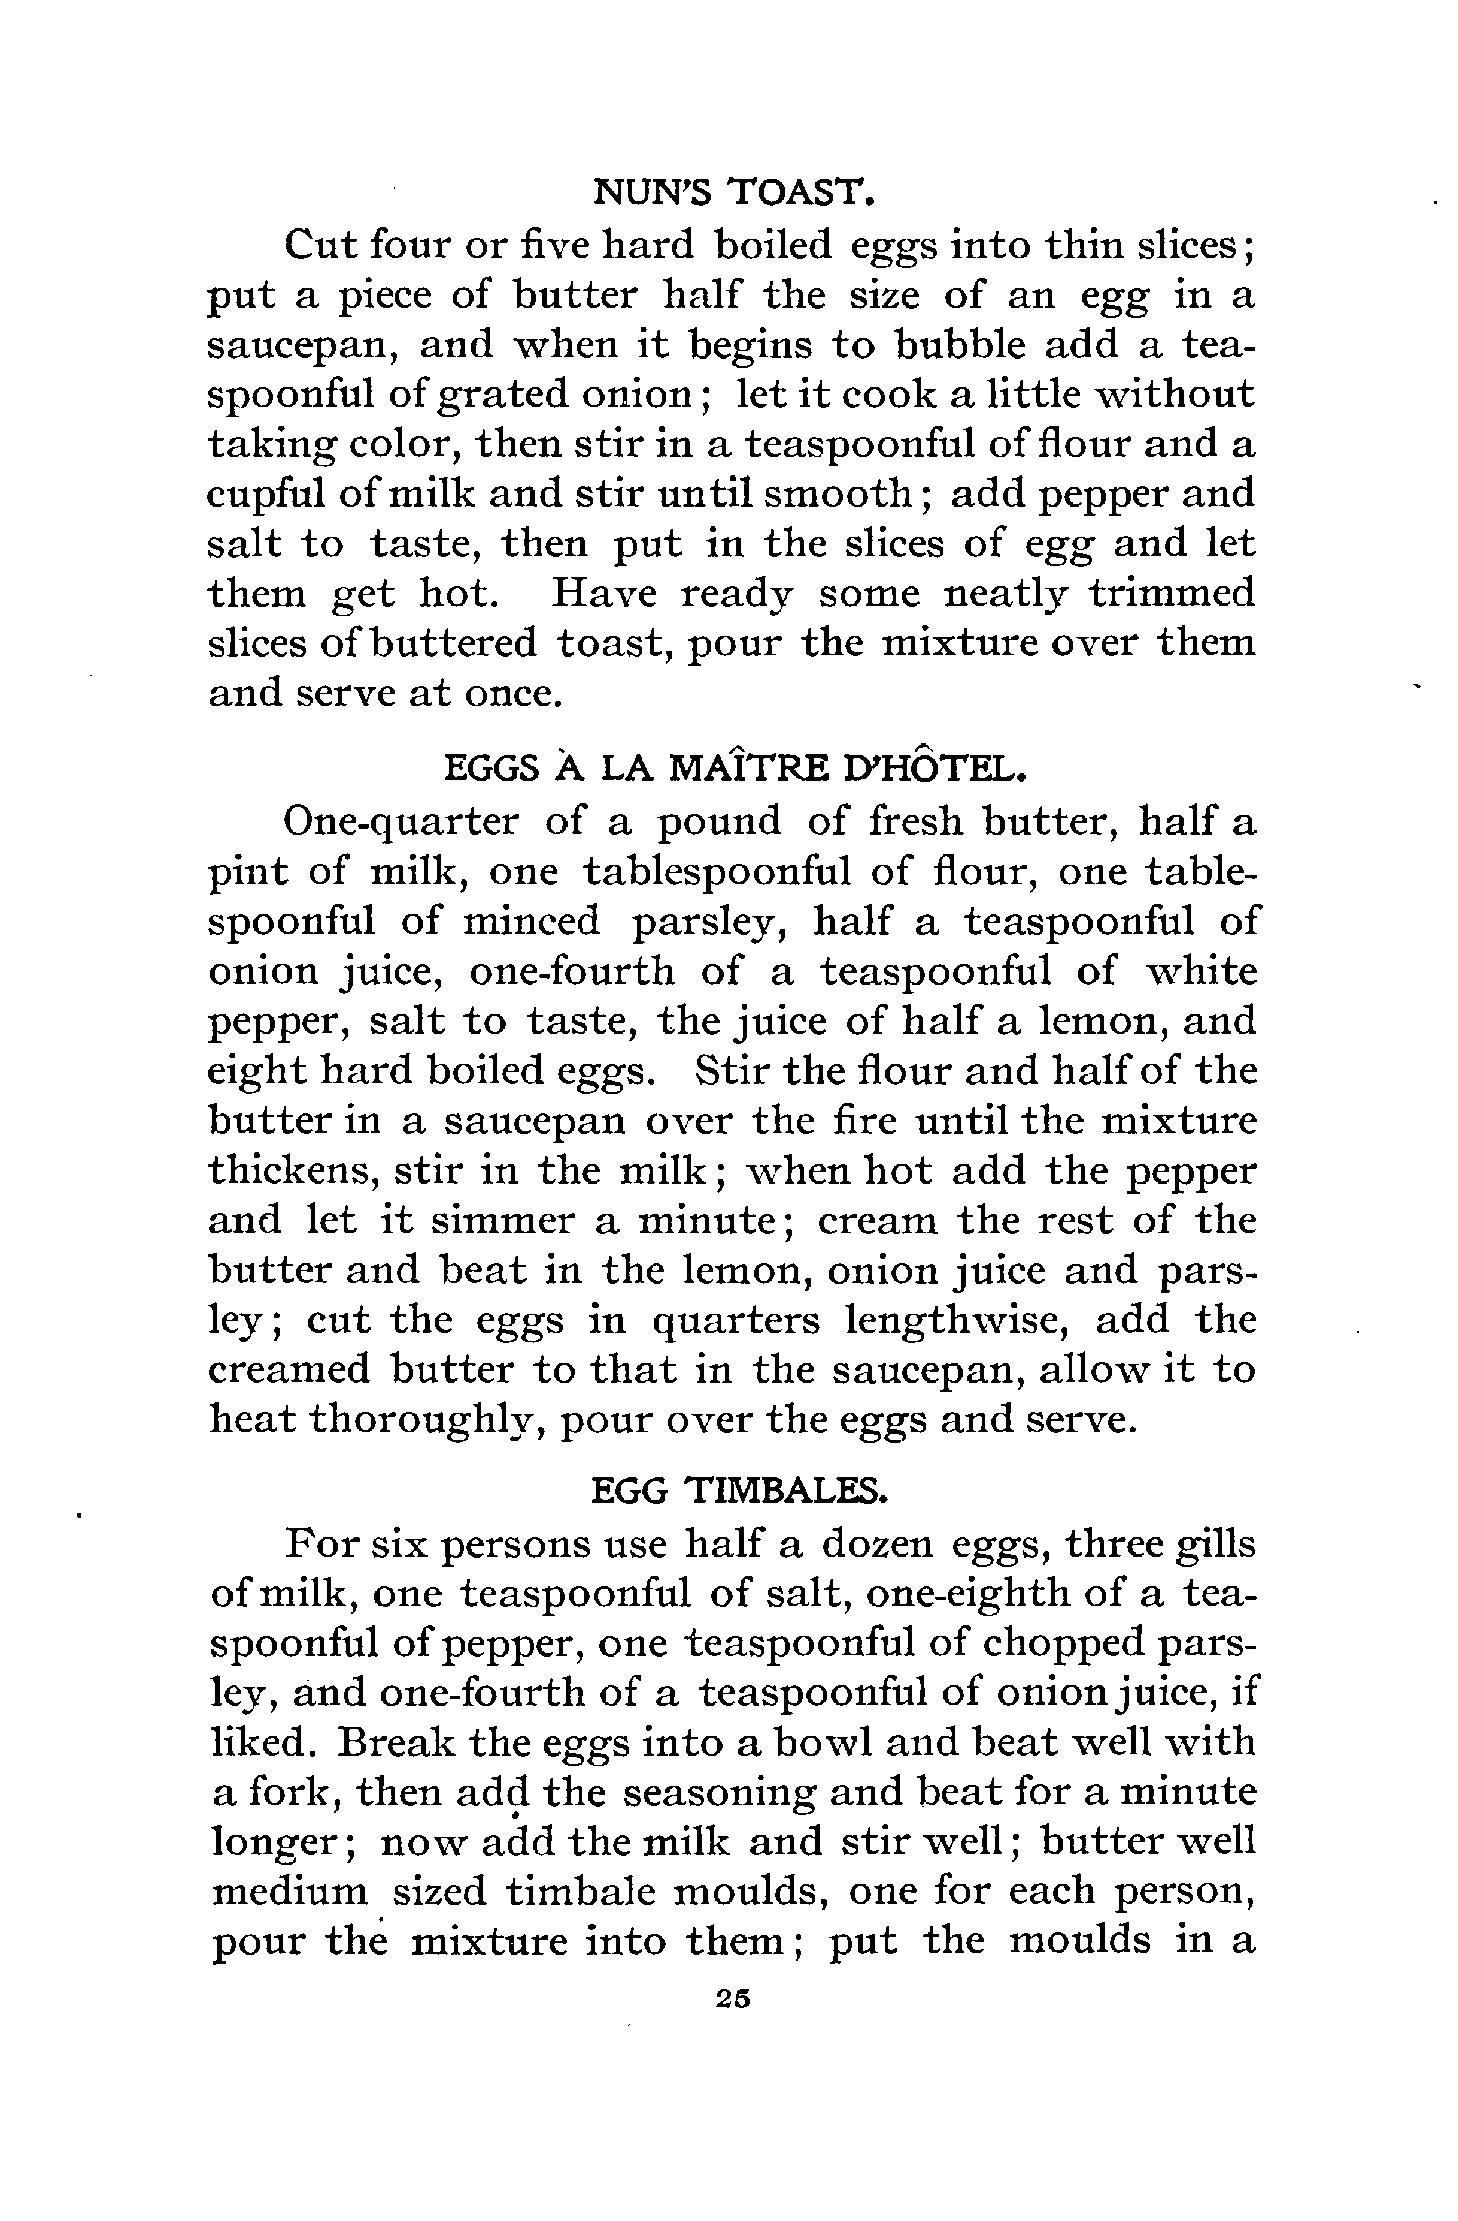 NUN'S TOAST.
Cut four or five hard boiled eggs into thin slices;
put a piece of butter half the size of an egg in a
saucepan, and when it begins to bubble add a tea-
spoonful of grated onion; let it cook a little without
taking color, then stir in a teaspoonful of flour and a
cupful of milk and stir until smooth; add pepper and
salt to taste, then put in the slices of egg and let
them get hot. Have ready some neatly trimmed
slices of buttered toast, pour the mixture over them
and serve at once.
EGGS À LA MAÎTRE D'HÔTEL.
One-quarter of a pound of fresh butter, half a
pint of milk, one tablespoonful of flour, one table-
spoonful of minced parsley, half a teaspoonful of
onion juice, one-fourth of a teaspoonful of white
pepper, salt to taste, the juice of half a lemon, and
eight hard boiled eggs. Stir the flour and half of the
butter in a saucepan over the fire until the mixture
thickens, stir in the milk; when hot add the pepper
and let it simmer a minute; cream the rest of the
butter and beat in the lemon, onion juice and pars-
ley; cut the eggs in quarters lengthwise, add the
creamed butter to that in the saucepan, allow it to
heat thoroughly, pour over the eggs and serve.
EGG TIMBALES.
For six persons use half a dozen eggs, three gills
of milk, one teaspoonful of salt, one-eighth of a tea-
spoonful of pepper, one teaspoonful of chopped pars-
ley, and one-fourth of a teaspoonful of onion juice, if
liked. Break the eggs into a bowl and beat well with
a fork, then add the seasoning and beat for a minute
longer; now add the milk and stir well; butter well
medium sized timbale moulds, one for each person,
pour the mixture into them; put the moulds in a
25